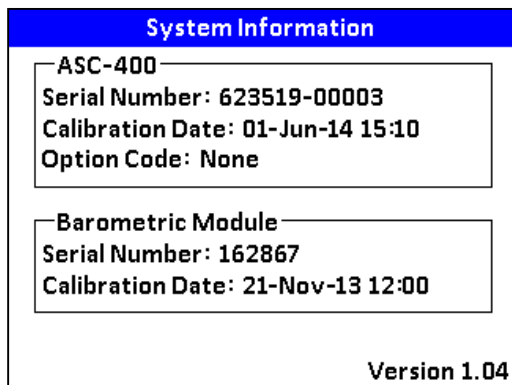 System Information
ASC-400
Serial Number: 623519-00003
Calibration Date: 01-Jun-14 15:10
Option Code: None
Barometric Module
Serial Number: 162867
Calibration Date: 21-Nov-13 12:00
Version 1.04